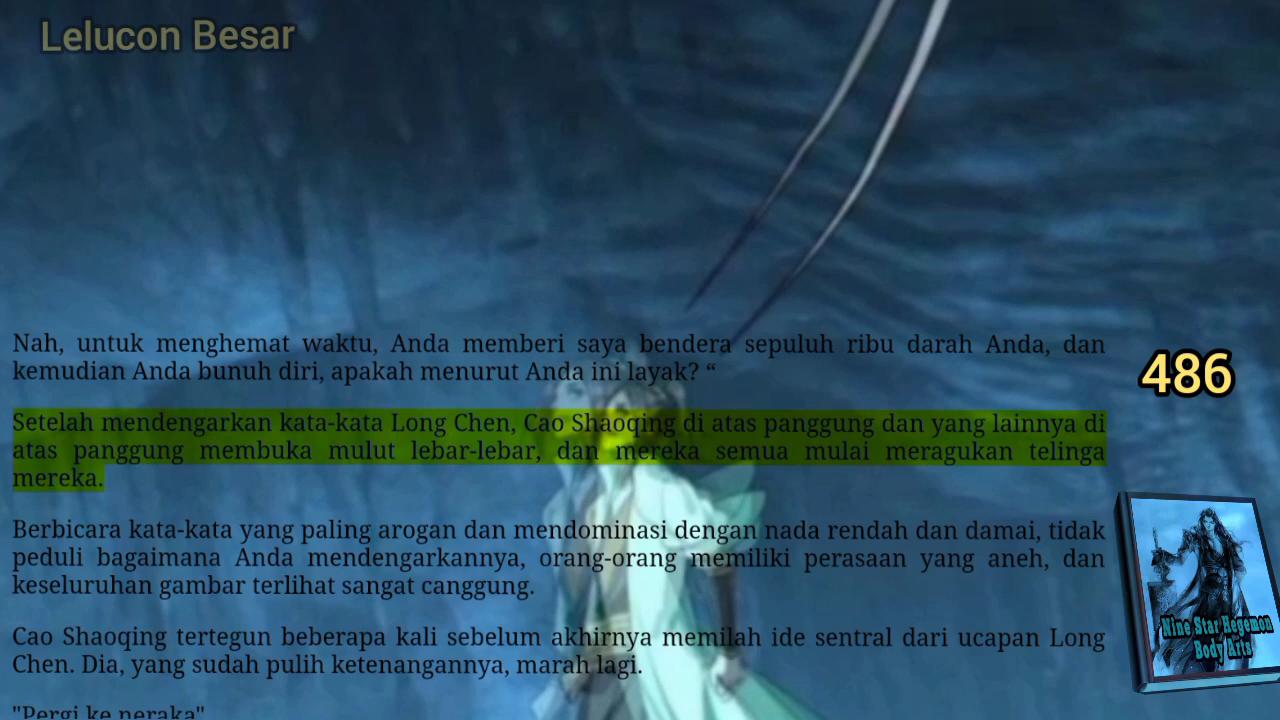 Lelucon Besar
Nah, untuk menghemat waktu, Anda memberi saya bendera sepuluh ribu darah Anda, dan
kemudian Anda bunuh diri, apakah menurut Anda ini layak? “
Setelah mendengarkan kata-kata Long Chen, Cao Shaoqing di atas panggung dan yang lainnya di
atas panggung membuka mulut lebar-lebar, dan mereka semua mulai meragukan telinga
mereka.
Berbicara kata-kata yang paling arogan dan mendominasi dengan nada rendah dan damai, tidak
peduli bagaimana Anda mendengarkannya, orang-orang memiliki perasaan yang aneh, dan
keseluruhan gambar terlihat sangat canggung.
Cao Shaoqing tertegun beberapa kali sebelum akhirnya memilah ide sentral dari ucapan Long
Chen. Dia, yang sudah pulih ketenangannya, marah lagi.
"Pergi ke neraka"
486
Nine Star Hegemon
Body Arts